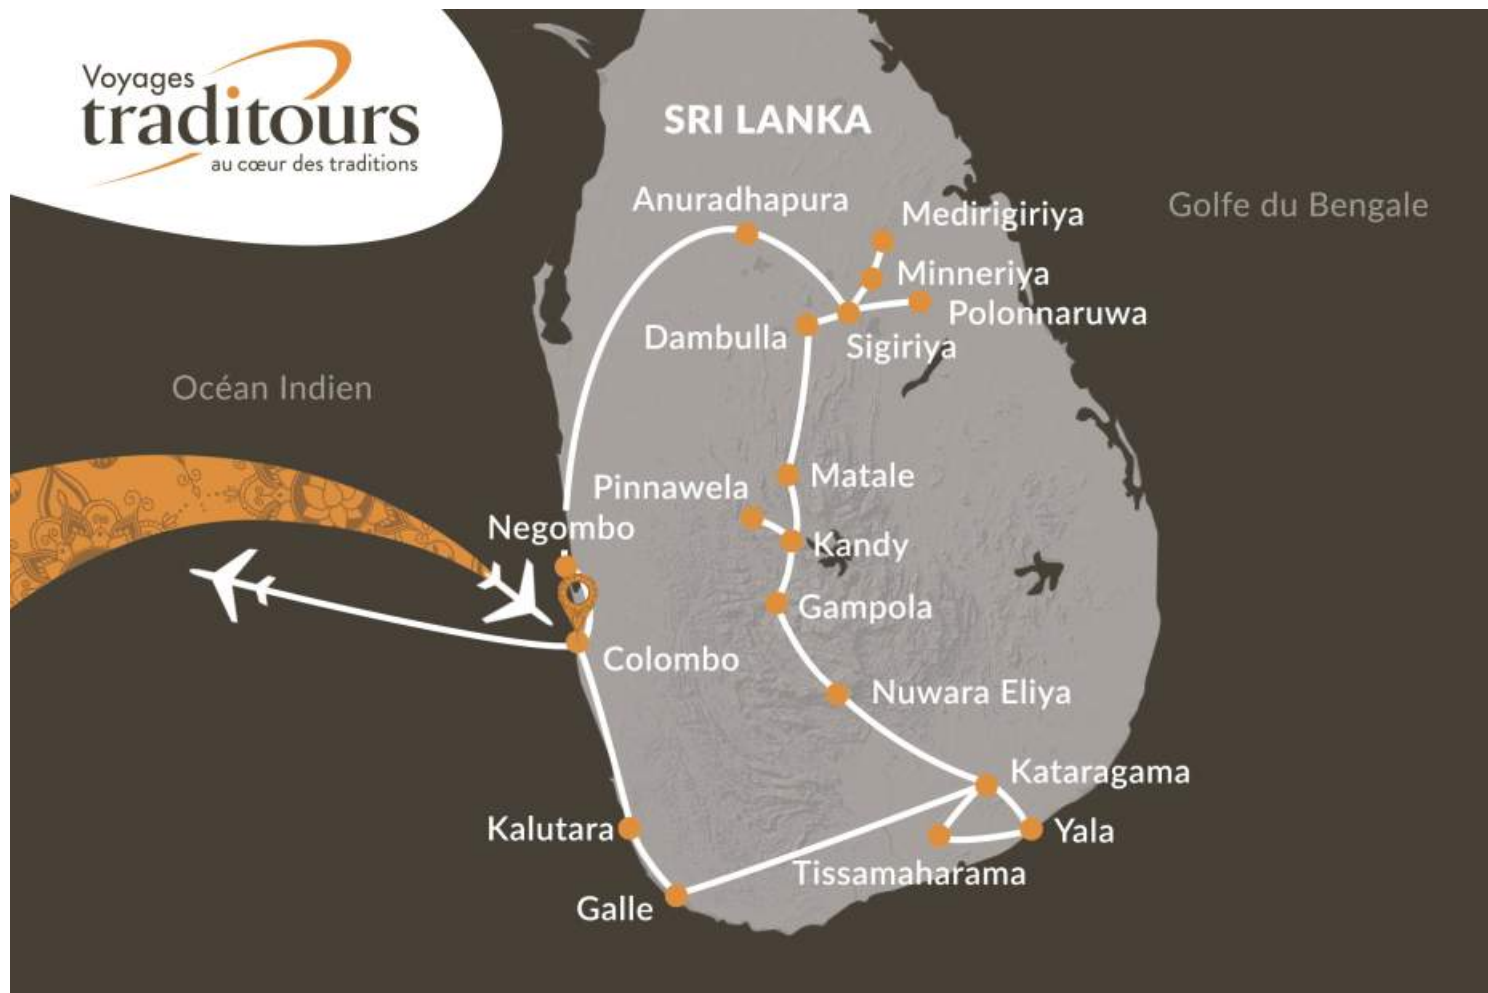 Voyages
traditours
au cœur des traditions
SRI LANKA
Anuradhapura
Medirigiriya
Golfe du Bengale
Minneriya
Polonnaruwa
Dambulla
Sigiriya
Océan Indien
Matale
Pinnawela
Negombo
Kandy
Gampola
Colombo
Nuwara Eliya
Kataragama
Kalutara
Yala
Tissamaharama
Galle